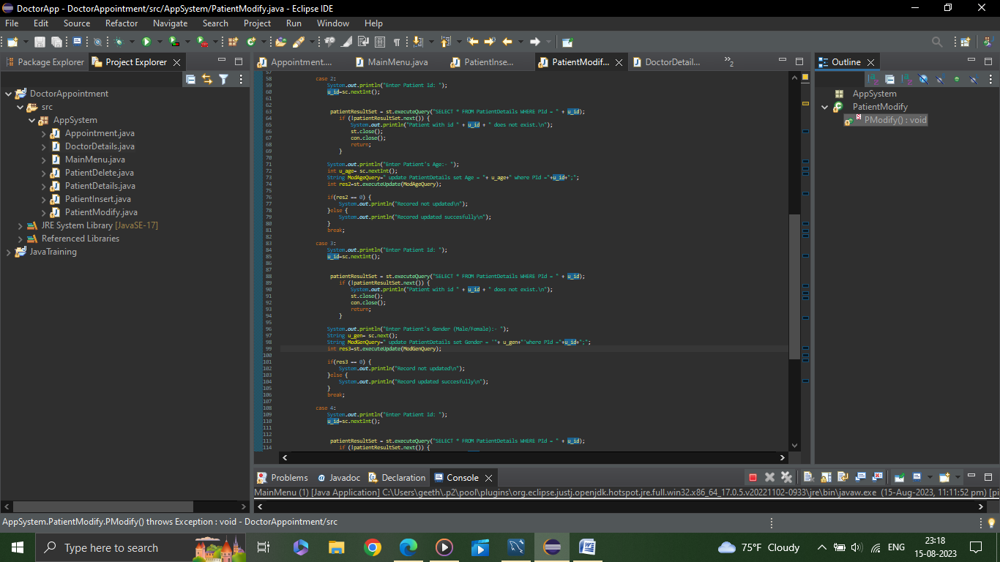 DoctorApp - DoctorAppointment/src/AppSystem/PatientModify.java - Eclipse IDE
File Edit Source Refactor Navigate Search Project Run Window Help
Package Explorer Project Explorer
DoctorAppointment
src
AppSystem
Appointment.java
DoctorDetails.java
MainMenu.java
PatientDelete.java
PatientDetails.java
PatientInsert.java
PatientModify.java
JRE System Library [JavaSE-17]
Referenced Libraries
JavaTraining
Appointment.... MainMenu.java PatientInse... PatientModif... DoctorDetail... »2
57
58 case 2:
59 System.out.println("Enter Patient Id: ");
60 u_id=sc.nextInt();
61
62
63 patientResultSet = st.executeQuery("SELECT * FROM PatientDetails WHERE PId = " + u_id);
64 if (!patientResultSet.next()) {
65 System.out.println("Patient with id " + u_id + " does not exist.\n");
66 st.close();
67 con.close();
68 return;
69 }
70
71 System.out.println("Enter Patient's Age:- ");
72 int u_age= sc.nextInt();
73 String ModAgeQuery=" update PatientDetails set Age = "+ u_age+" where PId ="+u_id+";";
74 int res2=st.executeUpdate(ModAgeQuery);
75
76 if(res2 == 0) {
77 System.out.println("Recored not updated\n");
78 }else {
79 System.out.println("Recored updated succesfully\n");
80 }
81 break;
82
83 case 3:
84 System.out.println("Enter Patient Id: ");
85 u_id=sc.nextInt();
86
87
88 patientResultSet = st.executeQuery("SELECT * FROM PatientDetails WHERE PId = " + u_id);
89 if (!patientResultSet.next()) {
90 System.out.println("Patient with id " + u_id + " does not exist.\n");
91 st.close();
92 con.close();
93 return;
94 }
95
96 System.out.println("Enter Patient's Gender (Male/Female):- ");
97 String u_gen= sc.next();
98 String ModGenQuery=" update PatientDetails set Gender = '"+ u_gen+"'where PId ="+u_id+";";
99 int res3=st.executeUpdate(ModGenQuery);
100
101 if(res3 == 0) {
102 System.out.println("Record not updated\n");
103 }else {
104 System.out.println("Record updated succesfully\n");
105 }
106 break;
107
108 case 4:
109 System.out.println("Enter Patient Id: ");
110 u_id=sc.nextInt();
111
112
113 patientResultSet = st.executeQuery("SELECT * FROM PatientDetails WHERE PId = " + u_id);
114 if (!patientResultSet.next()) {
Outline
AppSystem
PatientModify
PModify() : void
Problems Javadoc Declaration Console
MainMenu (1) [Java Application] C:\Users\geeth\.p2\pool\plugins\org.eclipse.justj.openjdk.hotspot.jre.full.win32.x86_64_17.0.5.v20221102-0933\jre\bin\javaw.exe (15-Aug-2023, 11:11:52 pm) [pi
AppSystem.PatientModify.PModify() throws Exception : void - DoctorAppointment/src
Type here to search
75°F Cloudy
ENG
23:18
15-08-2023